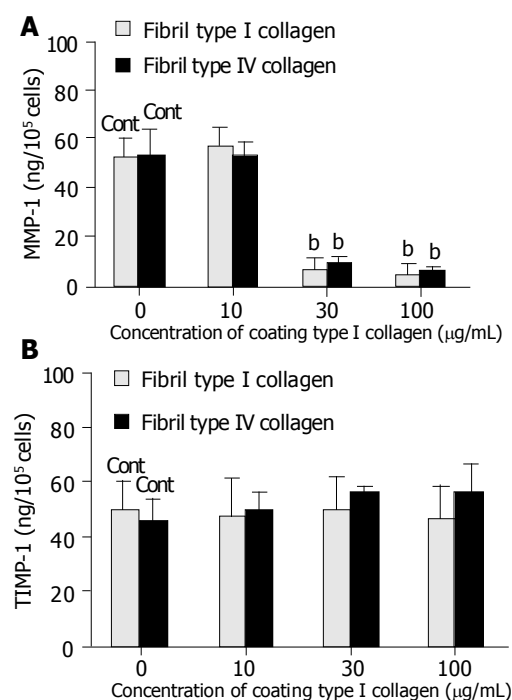 A
Fibril type I collagen
Fibril type IV collagen
MMP-1 (ng/10⁵ cells)
100
80
60
40
20
0
Cont Cont
b b b b
0 10 30 100
Concentration of coating type I collagen (µg/mL)
B
Fibril type I collagen
Fibril type IV collagen
TIMP-1 (ng/10⁵ cells)
100
80
60
40
20
0
Cont Cont
0 10 30 100
Concentration of coating type I collagen (µg/mL)